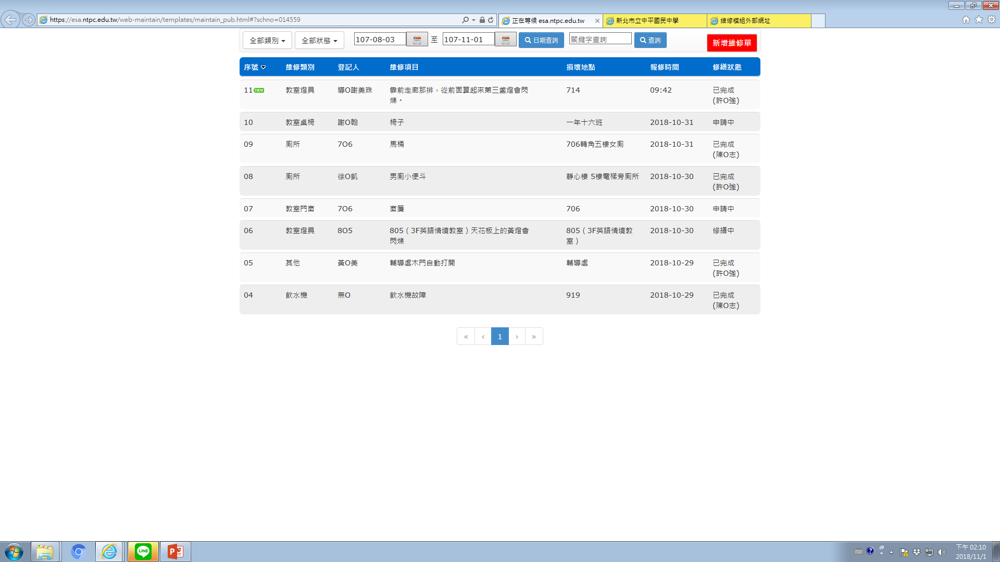 https://esa.ntpc.edu.tw/web-maintain/templates/maintain_pub.html#?schno=014559
正在等候 esa.ntpc.edu.tw
新北市立中平國民中學
維修模組外部網址
全部類別
全部狀態
107-08-03
至
107-11-01
日期查詢
關鍵字查詢
查詢
新增維修單
序號 維修類別 登記人 維修項目 損壞地點 報修時間 修繕狀態
11 NEW 教室燈具 導O謝美珠 靠前走廊那排，從前面算起來第三盞燈會閃 714 09:42 已完成
爍。 (許O強)
10 教室桌椅 謝O翰 椅子 一年十六班 2018-10-31 申請中
09 廁所 7O6 馬桶 706轉角五樓女廁 2018-10-31 已完成
(陳O志)
08 廁所 徐O凱 男廁小便斗 靜心樓 5樓電梯旁廁所 2018-10-30 已完成
(許O強)
07 教室門窗 7O6 窗簾 706 2018-10-30 申請中
06 教室燈具 8O5 805（3F英語情境教室）天花板上的黃燈會 805（3F英語情境教 2018-10-30 修繕中
閃爍 室）
05 其他 黃O美 輔導處木門自動打開 輔導處 2018-10-29 已完成
(許O強)
04 飲水機 無O 飲水機故障 919 2018-10-29 已完成
(陳O志)
« ‹ 1 › »
LINE
P
下午 02:10
2018/11/1